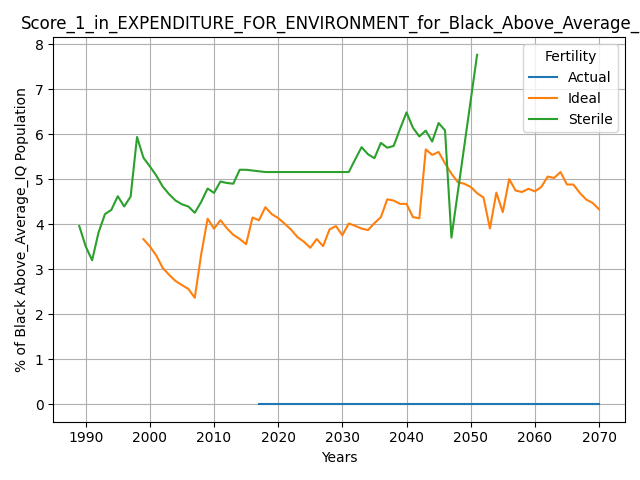 Score_1_in_EXPENDITURE_FOR_ENVIRONMENT_for_Black_Above_Average_
8
7
6
5
4
3
2
1
0
% of Black Above_Average_IQ Population
Fertility
Actual
Ideal
Sterile
1990 2000 2010 2020 2030 2040 2050 2060 2070
Years